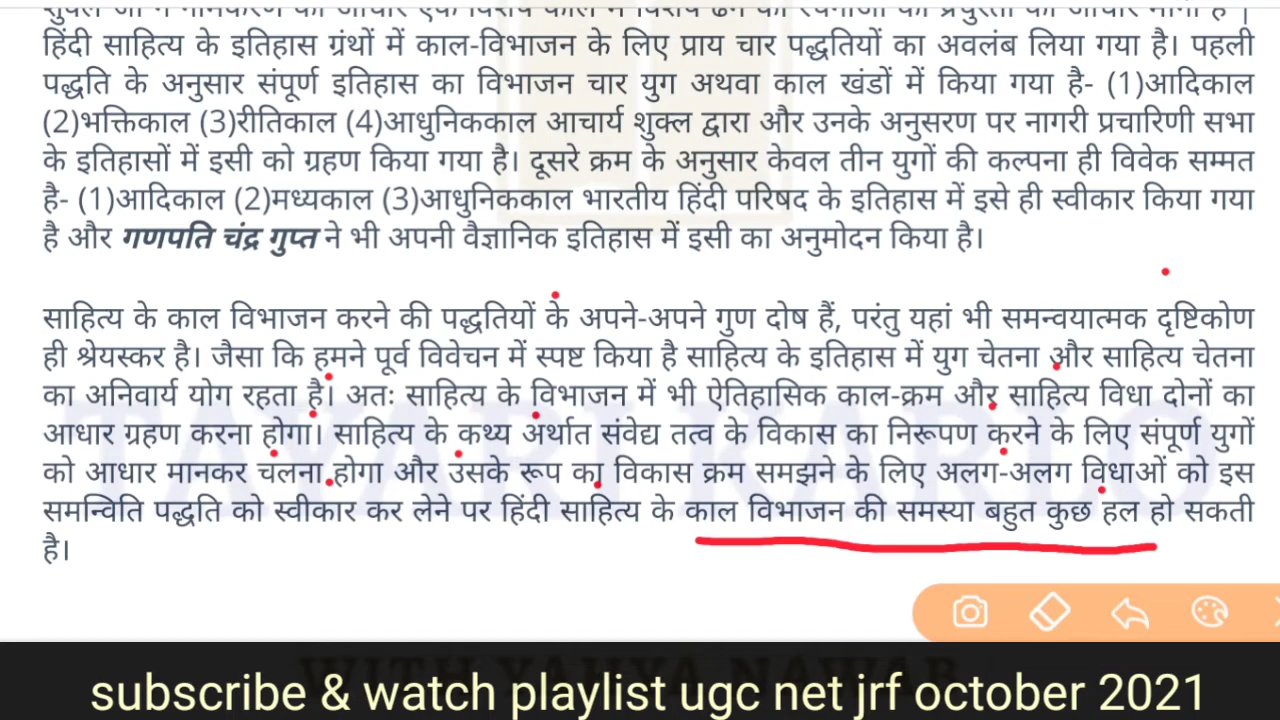 हिंदी साहित्य के इतिहास ग्रंथों में काल-विभाजन के लिए प्राय चार पद्धतियों का अवलंब लिया गया है। पहली
पद्धति के अनुसार संपूर्ण इतिहास का विभाजन चार युग अथवा काल खंडों में किया गया है- (1)आदिकाल
(2)भक्तिकाल (3)रीतिकाल (4)आधुनिककाल आचार्य शुक्ल द्वारा और उनके अनुसरण पर नागरी प्रचारिणी सभा
के इतिहासों में इसी को ग्रहण किया गया है। दूसरे क्रम के अनुसार केवल तीन युगों की कल्पना ही विवेक सम्मत
है- (1)आदिकाल (2)मध्यकाल (3)आधुनिककाल भारतीय हिंदी परिषद के इतिहास में इसे ही स्वीकार किया गया
है और गणपति चंद्र गुप्त ने भी अपनी वैज्ञानिक इतिहास में इसी का अनुमोदन किया है।
साहित्य के काल विभाजन करने की पद्धतियों के अपने-अपने गुण दोष हैं, परंतु यहां भी समन्वयात्मक दृष्टिकोण
ही श्रेयस्कर है। जैसा कि हमने पूर्व विवेचन में स्पष्ट किया है साहित्य के इतिहास में युग चेतना और साहित्य चेतना
का अनिवार्य योग रहता है। अतः साहित्य के विभाजन में भी ऐतिहासिक काल-क्रम और साहित्य विधा दोनों का
आधार ग्रहण करना होगा। साहित्य के कथ्य अर्थात संवेद्य तत्व के विकास का निरूपण करने के लिए संपूर्ण युगों
को आधार मानकर चलना होगा और उसके रूप का विकास क्रम समझने के लिए अलग-अलग विधाओं को इस
समन्विति पद्धति को स्वीकार कर लेने पर हिंदी साहित्य के काल विभाजन की समस्या बहुत कुछ हल हो सकती
है।
TAYARI KARLO
WITH YAHYA NAWAB
subscribe & watch playlist ugc net jrf october 2021